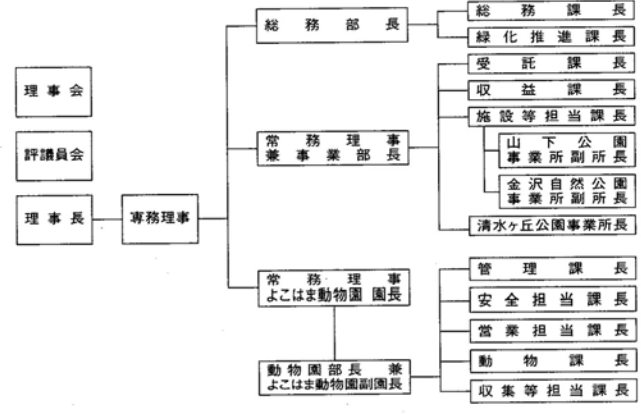 理事会
評議員会
理事長
専務理事
総務部長
常務理事
兼事業部長
常務理事
よこはま動物園 園長
動物園部長 兼
よこはま動物園副園長
総務課長
緑化推進課長
受託課長
収益課長
施設等担当課長
山下公園
事業所副所長
金沢自然公園
事業所副所長
清水ヶ丘公園事業所長
管理課長
安全担当課長
営業担当課長
動物課長
収集等担当課長